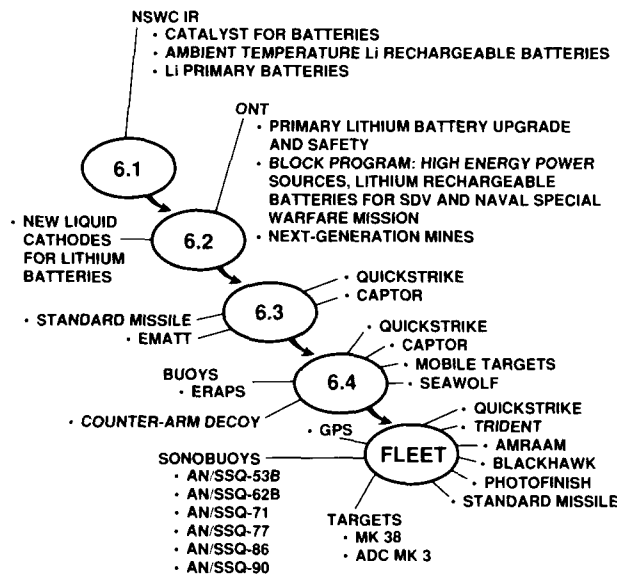 NSWC IR
• CATALYST FOR BATTERIES
• AMBIENT TEMPERATURE Li RECHARGEABLE BATTERIES
• Li PRIMARY BATTERIES
ONT
• PRIMARY LITHIUM BATTERY UPGRADE
AND SAFETY
• BLOCK PROGRAM: HIGH ENERGY POWER
SOURCES, LITHIUM RECHARGEABLE
BATTERIES FOR SDV AND NAVAL SPECIAL
WARFARE MISSION
• NEXT-GENERATION MINES
6.1
• NEW LIQUID
CATHODES
FOR LITHIUM
BATTERIES
6.2
• QUICKSTRIKE
• CAPTOR
6.3
• STANDARD MISSILE
• EMATT
• QUICKSTRIKE
• CAPTOR
• MOBILE TARGETS
• SEAWOLF
6.4
BUOYS
• ERAPS
• COUNTER-ARM DECOY
• GPS
• QUICKSTRIKE
• TRIDENT
• AMRAAM
• BLACKHAWK
• PHOTOFINISH
• STANDARD MISSILE
FLEET
SONOBUOYS
• AN/SSQ-53B
• AN/SSQ-62B
• AN/SSQ-71
• AN/SSQ-77
• AN/SSQ-86
• AN/SSQ-90
TARGETS
• MK 38
• ADC MK 3